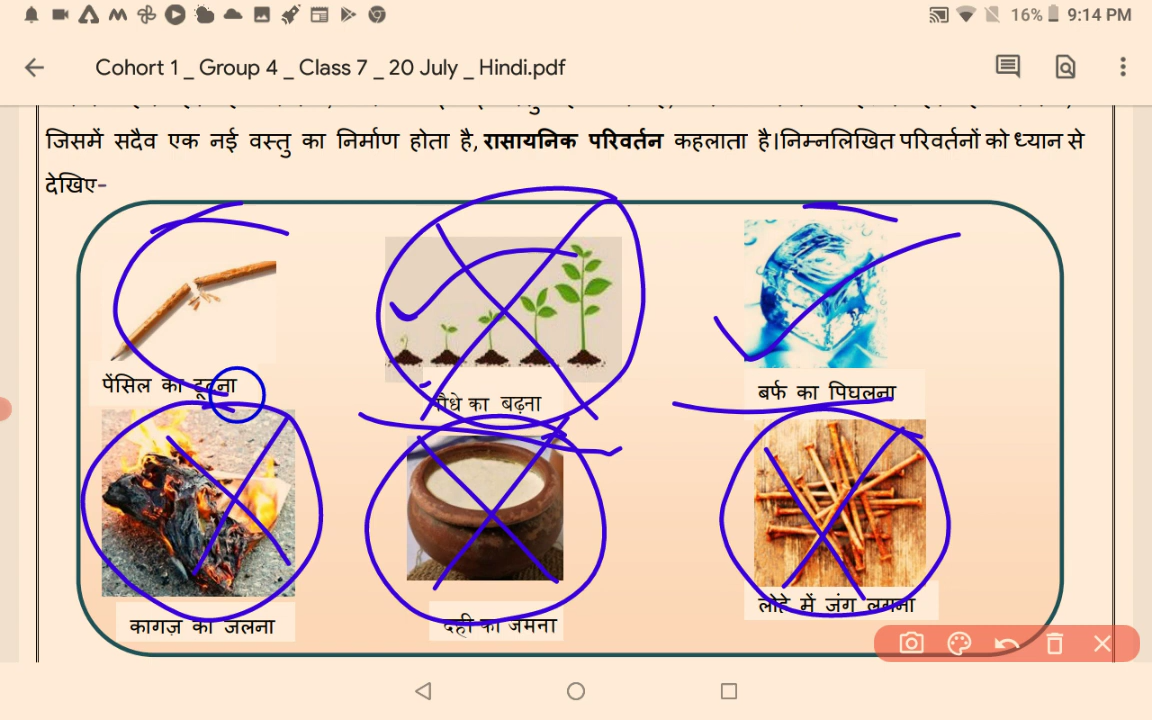 16% 9:14 PM
Cohort 1 _ Group 4 _ Class 7 _ 20 July _ Hindi.pdf
जिसमें सदैव एक नई वस्तु का निर्माण होता है, रासायनिक परिवर्तन कहलाता है।निम्नलिखित परिवर्तनों को ध्यान से
देखिए-
पेंसिल का टूटना
पौधे का बढ़ना
बर्फ का पिघलना
कागज़ का जलना
दही का जमना
लोहे में जंग लगना